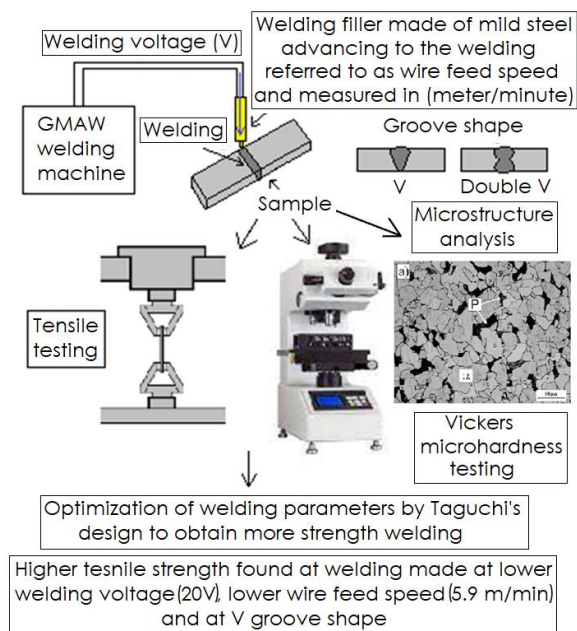 Welding voltage (V)
Welding filler made of mild steel
advancing to the welding
referred to as wire feed speed
and measured in (meter/minute)
GMAW
welding
machine
Welding
Groove shape
V
Double V
Sample
Microstructure
analysis
Tensile
testing
a)
P
Vickers
microhardness
testing
Optimization of welding parameters by Taguchi's
design to obtain more strength welding
Higher tesnile strength found at welding made at lower
welding voltage (20V), lower wire feed speed (5.9 m/min)
and at V groove shape